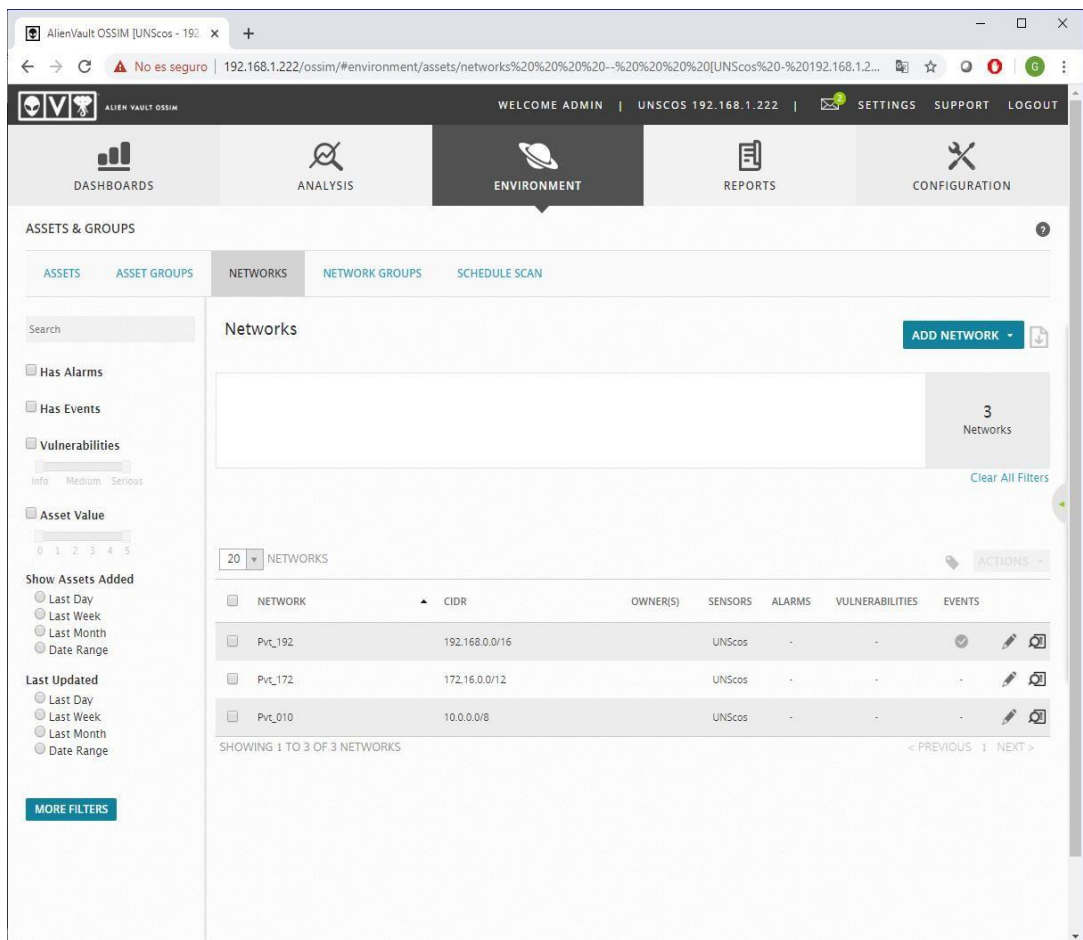 AlienVault OSSIM [UNScos - 192
No es seguro | 192.168.1.222/ossim/#environment/assets/networks%20%20%20%20--%20%20%20%20[UNScos%20-%20192.168.1.2...
G
AV ALIEN VAULT OSSIM
WELCOME ADMIN | UNSCOS 192.168.1.222 | 2 SETTINGS SUPPORT LOGOUT
DASHBOARDS ANALYSIS ENVIRONMENT REPORTS CONFIGURATION
ASSETS & GROUPS ?
ASSETS ASSET GROUPS NETWORKS NETWORK GROUPS SCHEDULE SCAN
Search
Has Alarms
Has Events
Vulnerabilities
Info Medium Serious
Asset Value
0 1 2 3 4 5
Show Assets Added
Last Day
Last Week
Last Month
Date Range
Last Updated
Last Day
Last Week
Last Month
Date Range
MORE FILTERS
Networks
ADD NETWORK
3
Networks
Clear All Filters
20 NETWORKS
ACTIONS
NETWORK CIDR OWNER(S) SENSORS ALARMS VULNERABILITIES EVENTS
Pvt_192 192.168.0.0/16 UNScos - -
Pvt_172 172.16.0.0/12 UNScos - - -
Pvt_010 10.0.0.0/8 UNScos - - -
SHOWING 1 TO 3 OF 3 NETWORKS
< PREVIOUS 1 NEXT >